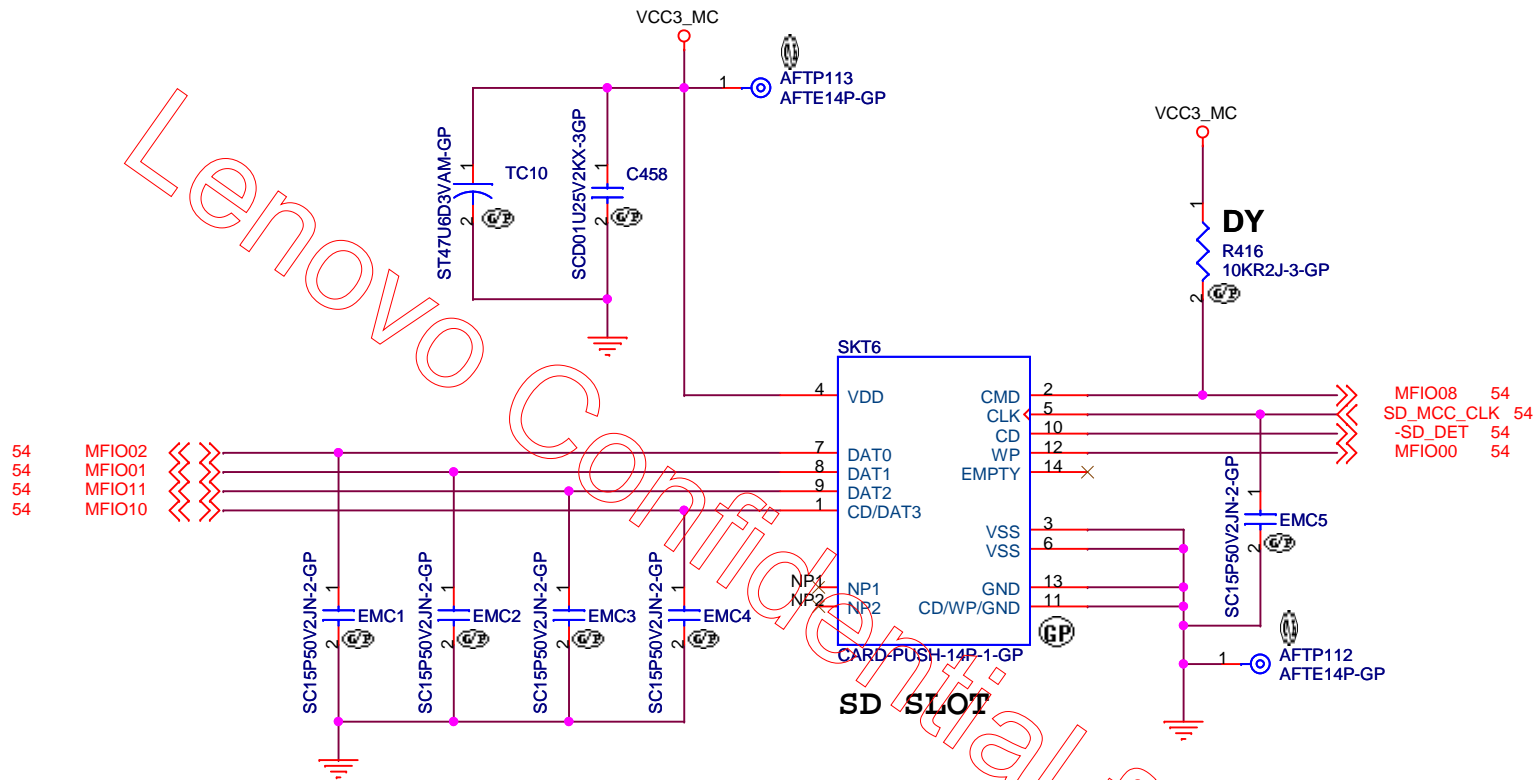 VCC3_MC
1
AFTP113
AFTE14P-GP
VCC3_MC
ST47U6D3VAM-GP
1
2
TC10
G/P
SCD01U25V2KX-3GP
1
2
C458
G/P
1
DY
R416
10KR2J-3-GP
2
G/P
Lenovo Confidential
SKT6
4 VDD
CMD 2
MFIO08 54
CLK 5
SD_MCC_CLK 54
CD 10
-SD_DET 54
54 MFIO02
7 DAT0
WP 12
MFIO00 54
54 MFIO01
8 DAT1
EMPTY 14
54 MFIO11
9 DAT2
54 MFIO10
1 CD/DAT3
VSS 3
VSS 6
NP1 NP1
GND 13
NP2 NP2
CD/WP/GND 11
SC15P50V2JN-2-GP
1
2
EMC1
G/P
SC15P50V2JN-2-GP
1
2
EMC2
G/P
SC15P50V2JN-2-GP
1
2
EMC3
G/P
SC15P50V2JN-2-GP
1
2
EMC4
G/P
SC15P50V2JN-2-GP
1
2
EMC5
G/P
GP
CARD-PUSH-14P-1-GP
SD SLOT
1
AFTP112
AFTE14P-GP